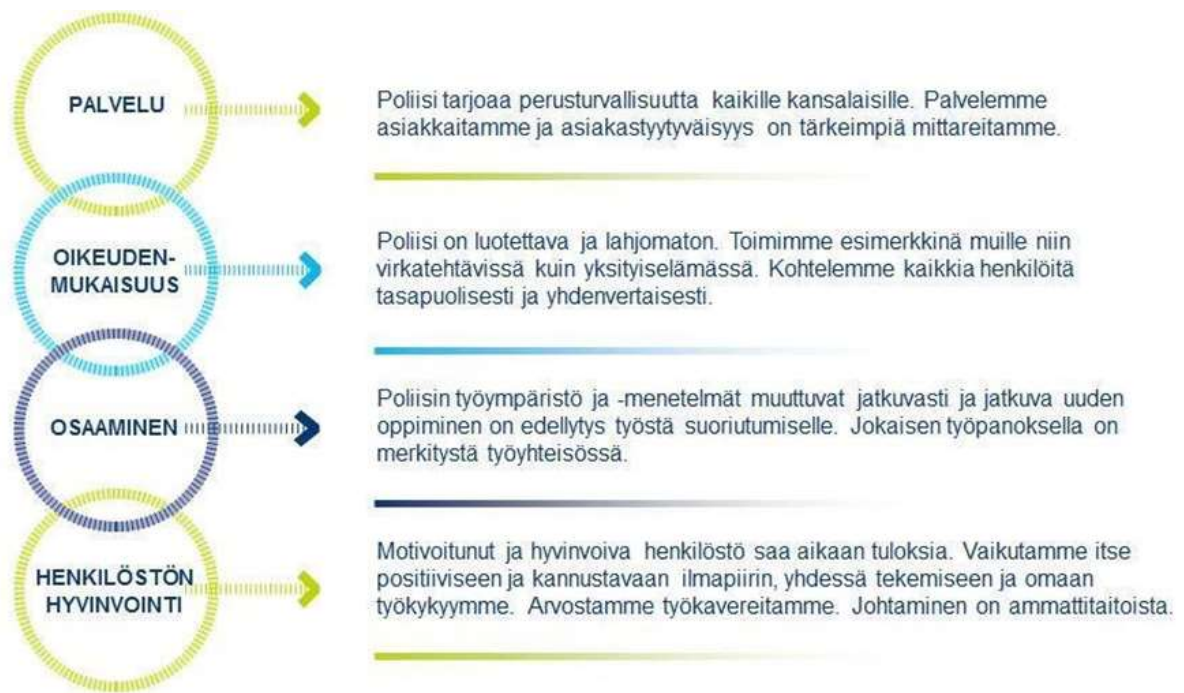 PALVELU
Poliisi tarjoaa perusturvallisuutta kaikille kansalaisille. Palvelemme
asiakkaitamme ja asiakastyytyväisyys on tärkeimpiä mittareitamme.
OIKEUDEN-
MUKAISUUS
Poliisi on luotettava ja lahjomaton. Toimimme esimerkkinä muille niin
virkatehtävissä kuin yksityiselämässä. Kohtelemme kaikkia henkilöitä
tasapuolisesti ja yhdenvertaisesti.
OSAAMINEN
Poliisin työympäristö ja -menetelmät muuttuvat jatkuvasti ja jatkuva uuden
oppiminen on edellytys työstä suoriutumiselle. Jokaisen työpanoksella on
merkitystä työyhteisössä.
HENKILÖSTÖN
HYVINVOINTI
Motivoitunut ja hyvinvoiva henkilöstö saa aikaan tuloksia. Vaikutamme itse
positiiviseen ja kannustavaan ilmapiirin, yhdessä tekemiseen ja omaan
työkykyymme. Arvostamme työkavereitamme. Johtaminen on ammattitaitoista.